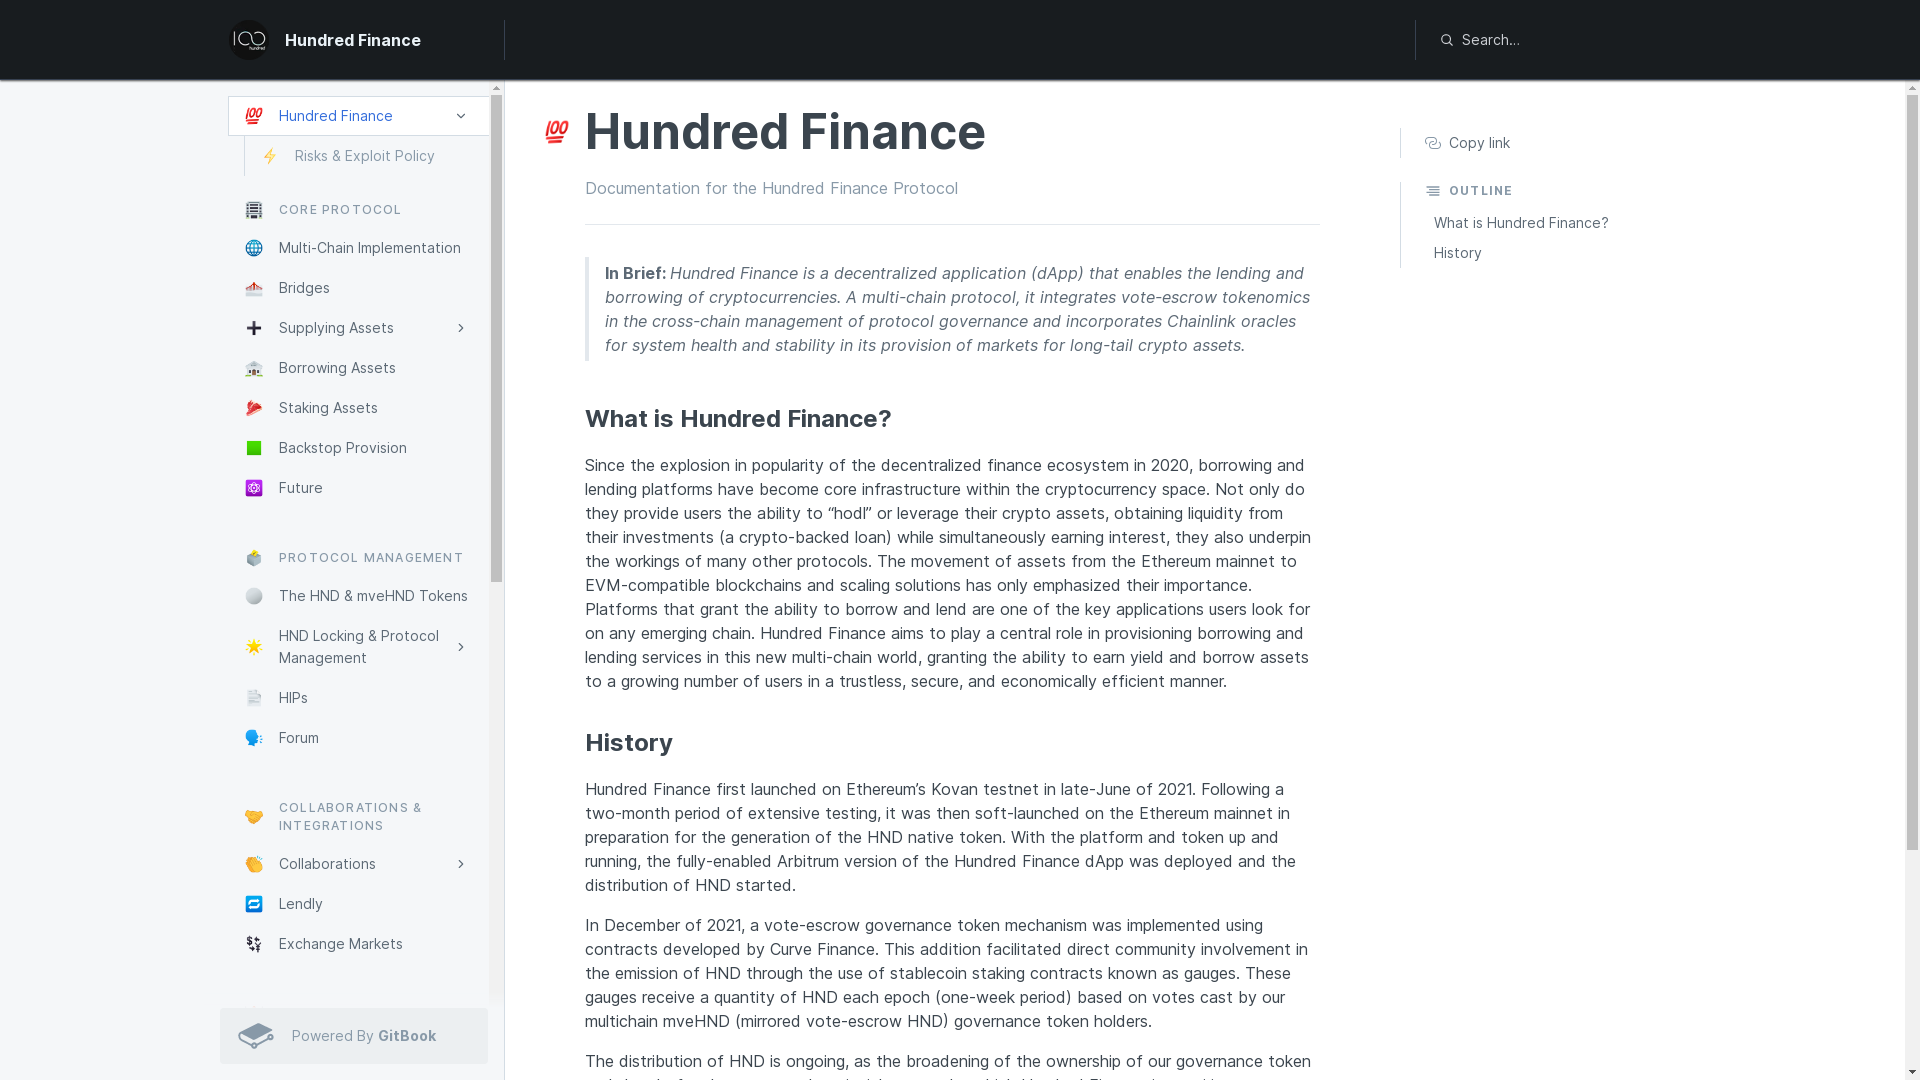 Hundred Finance
Search...
Hundred Finance
Risks & Exploit Policy
CORE PROTOCOL
Multi-Chain Implementation
Bridges
Supplying Assets
Borrowing Assets
Staking Assets
Backstop Provision
Future
PROTOCOL MANAGEMENT
The HND & mveHND Tokens
HND Locking & Protocol
Management
HIPs
Forum
COLLABORATIONS &
INTEGRATIONS
Collaborations
Lendly
Exchange Markets
Powered By GitBook
Hundred Finance
Documentation for the Hundred Finance Protocol
In Brief: Hundred Finance is a decentralized application (dApp) that enables the lending and
borrowing of cryptocurrencies. A multi-chain protocol, it integrates vote-escrow tokenomics
in the cross-chain management of protocol governance and incorporates Chainlink oracles
for system health and stability in its provision of markets for long-tail crypto assets.
What is Hundred Finance?
Since the explosion in popularity of the decentralized finance ecosystem in 2020, borrowing and
lending platforms have become core infrastructure within the cryptocurrency space. Not only do
they provide users the ability to “hodl” or leverage their crypto assets, obtaining liquidity from
their investments (a crypto-backed loan) while simultaneously earning interest, they also underpin
the workings of many other protocols. The movement of assets from the Ethereum mainnet to
EVM-compatible blockchains and scaling solutions has only emphasized their importance.
Platforms that grant the ability to borrow and lend are one of the key applications users look for
on any emerging chain. Hundred Finance aims to play a central role in provisioning borrowing and
lending services in this new multi-chain world, granting the ability to earn yield and borrow assets
to a growing number of users in a trustless, secure, and economically efficient manner.
History
Hundred Finance first launched on Ethereum’s Kovan testnet in late-June of 2021. Following a
two-month period of extensive testing, it was then soft-launched on the Ethereum mainnet in
preparation for the generation of the HND native token. With the platform and token up and
running, the fully-enabled Arbitrum version of the Hundred Finance dApp was deployed and the
distribution of HND started.
In December of 2021, a vote-escrow governance token mechanism was implemented using
contracts developed by Curve Finance. This addition facilitated direct community involvement in
the emission of HND through the use of stablecoin staking contracts known as gauges. These
gauges receive a quantity of HND each epoch (one-week period) based on votes cast by our
multichain mveHND (mirrored vote-escrow HND) governance token holders.
The distribution of HND is ongoing, as the broadening of the ownership of our governance token
Copy link
OUTLINE
What is Hundred Finance?
History